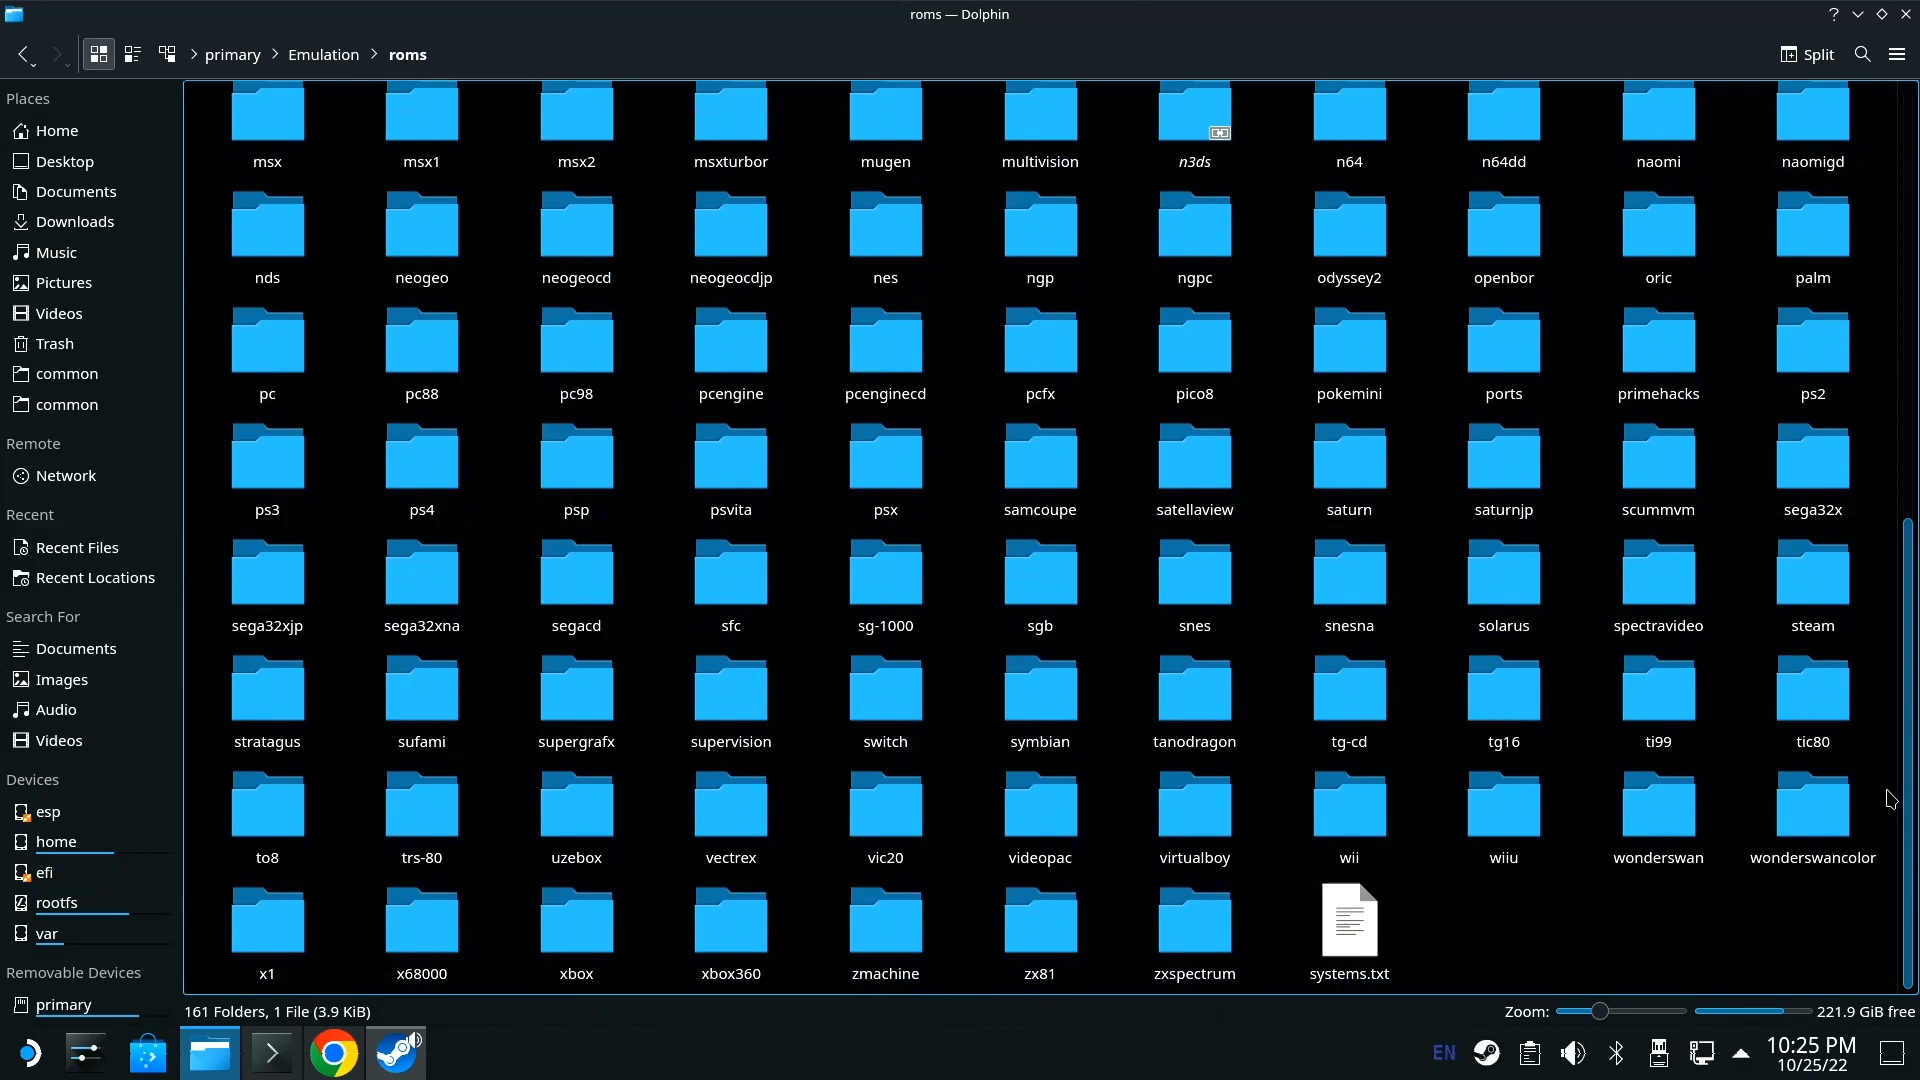 roms — Dolphin
primary Emulation roms
Split
Places
Home
Desktop
Documents
Downloads
Music
Pictures
Videos
Trash
common
common
Remote
Network
Recent
Recent Files
Recent Locations
Search For
Documents
Images
Audio
Videos
Devices
esp
home
efi
rootfs
var
Removable Devices
primary
msx msx1 msx2 msxturbor mugen multivision n3ds n64 n64dd naomi naomigd
nds neogeo neogeocd neogeocdjp nes ngp ngpc odyssey2 openbor oric palm
pc pc88 pc98 pcengine pcenginecd pcfx pico8 pokemini ports primehacks ps2
ps3 ps4 psp psvita psx samcoupe satellaview saturn saturnjp scummvm sega32x
sega32xjp sega32xna segacd sfc sg-1000 sgb snes snesna solarus spectravideo steam
stratagus sufami supergrafx supervision switch symbian tanodragon tg-cd tg16 ti99 tic80
to8 trs-80 uzebox vectrex vic20 videopac virtualboy wii wiiu wonderswan wonderswancolor
x1 x68000 xbox xbox360 zmachine zx81 zxspectrum systems.txt
161 Folders, 1 File (3.9 KiB)
Zoom: 221.9 GiB free
EN
10:25 PM
10/25/22